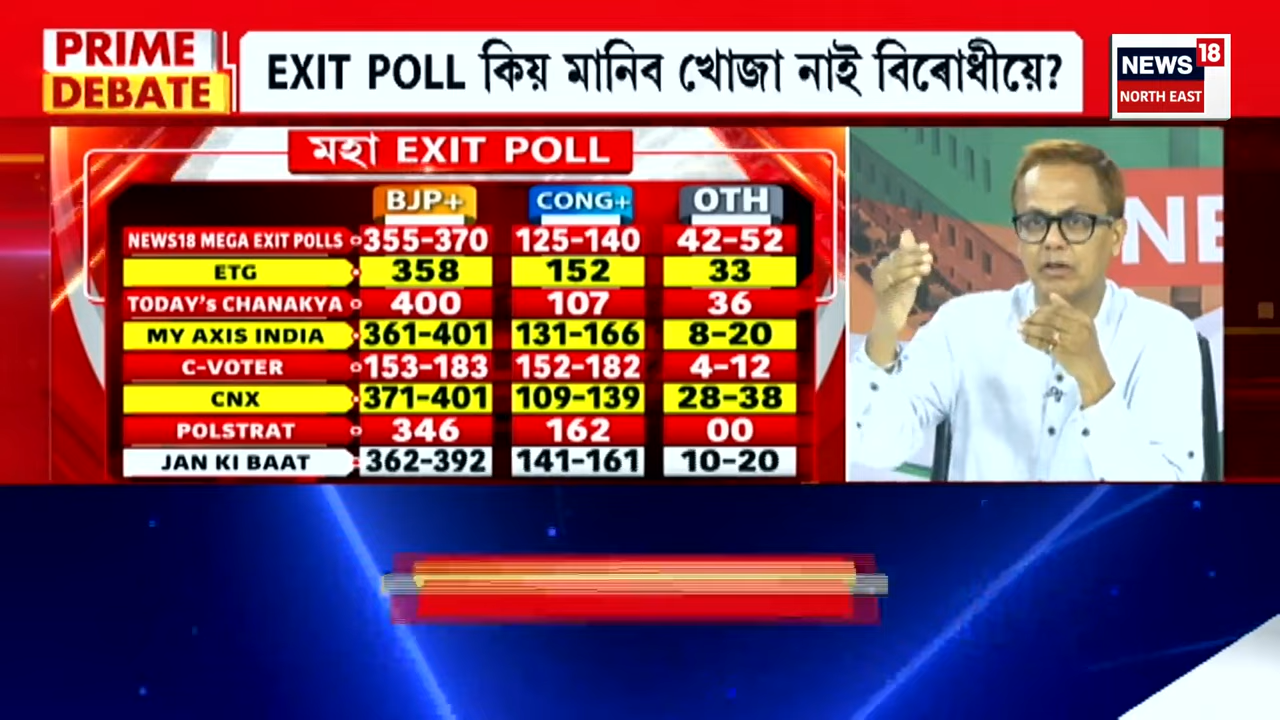 PRIME
DEBATE
EXIT POLL কিয় মানিব খোজা নাই বিৰোধীয়ে?
NEWS 18
NORTH EAST
মহা EXIT POLL
BJP+ CONG+ OTH
NEWS18 MEGA EXIT POLLS 355-370 125-140 42-52
ETG 358 152 33
TODAY's CHANAKYA 400 107 36
MY AXIS INDIA 361-401 131-166 8-20
C-VOTER 153-183 152-182 4-12
CNX 371-401 109-139 28-38
POLSTRAT 346 162 00
JAN KI BAAT 362-392 141-161 10-20
NE